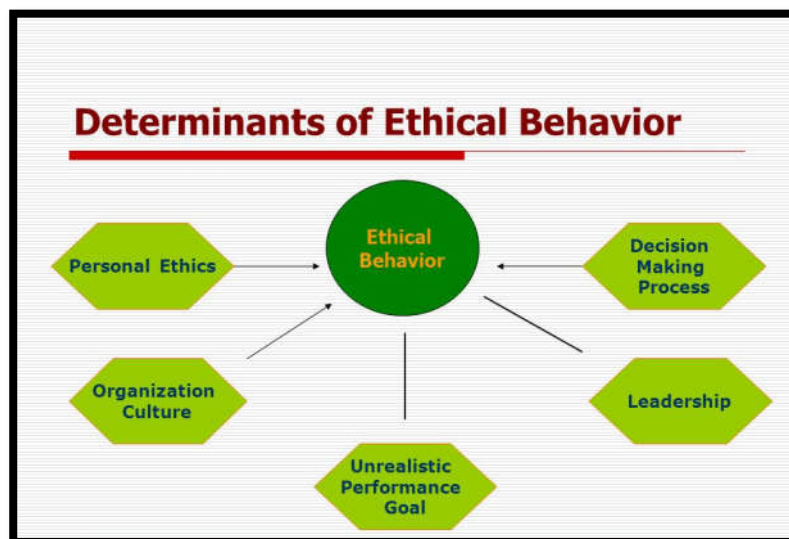 Determinants of Ethical Behavior
Ethical
Behavior
Personal Ethics
Decision
Making
Process
Organization
Culture
Leadership
Unrealistic
Performance
Goal